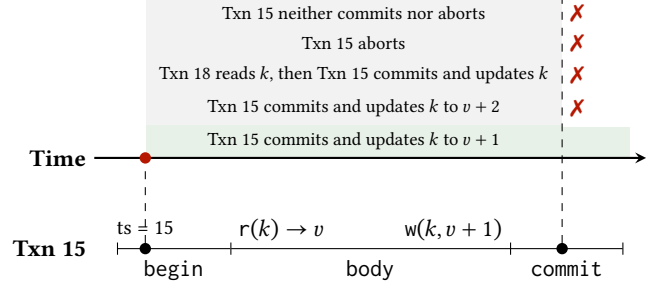 Txn 15 neither commits nor aborts ✗
Txn 15 aborts ✗
Txn 18 reads k, then Txn 15 commits and updates k ✗
Txn 15 commits and updates k to v + 2 ✗
Txn 15 commits and updates k to v + 1
Time
ts = 15 r(k) → v w(k, v + 1)
Txn 15
begin body commit